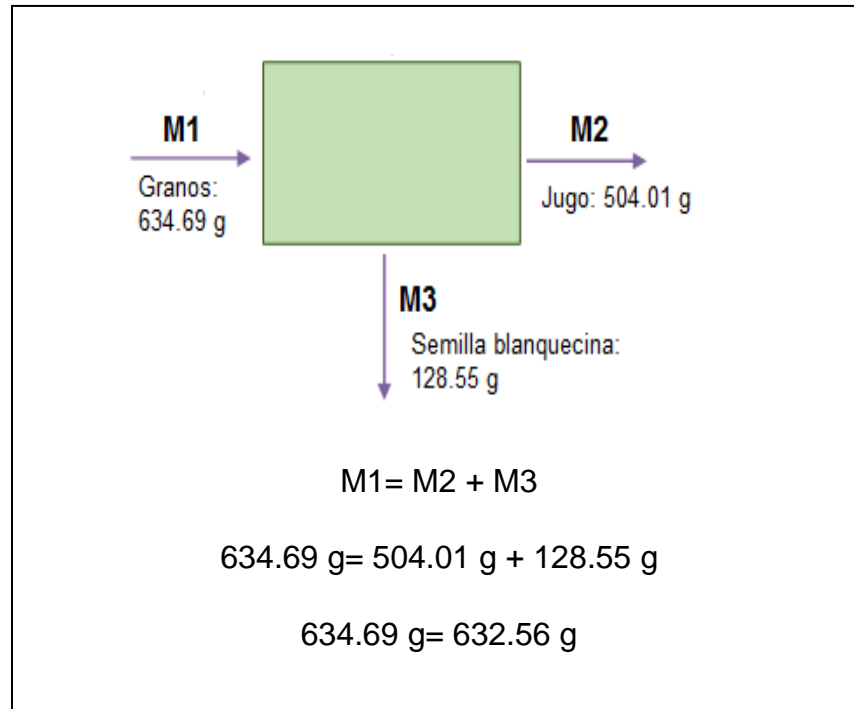 M1
Granos:
634.69 g
M2
Jugo: 504.01 g
M3
Semilla blanquecina:
128.55 g
M1= M2 + M3
634.69 g= 504.01 g + 128.55 g
634.69 g= 632.56 g